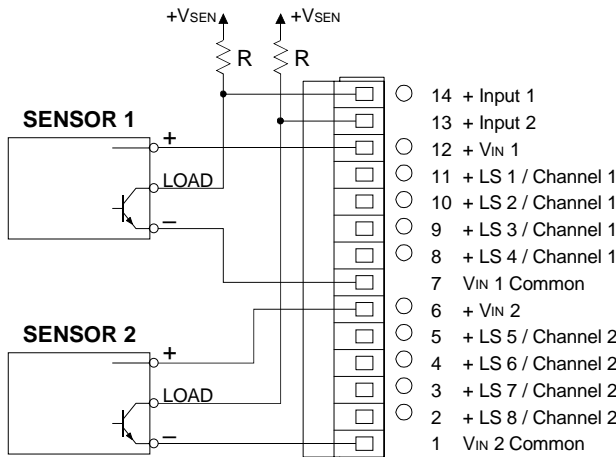 +VSEN +VSEN
R R
14 + Input 1
13 + Input 2
12 + VIN 1
11 + LS 1 / Channel 1
10 + LS 2 / Channel 1
9 + LS 3 / Channel 1
8 + LS 4 / Channel 1
7 VIN 1 Common
6 + VIN 2
5 + LS 5 / Channel 2
4 + LS 6 / Channel 2
3 + LS 7 / Channel 2
2 + LS 8 / Channel 2
1 VIN 2 Common
SENSOR 1
+
LOAD
–
SENSOR 2
+
LOAD
–